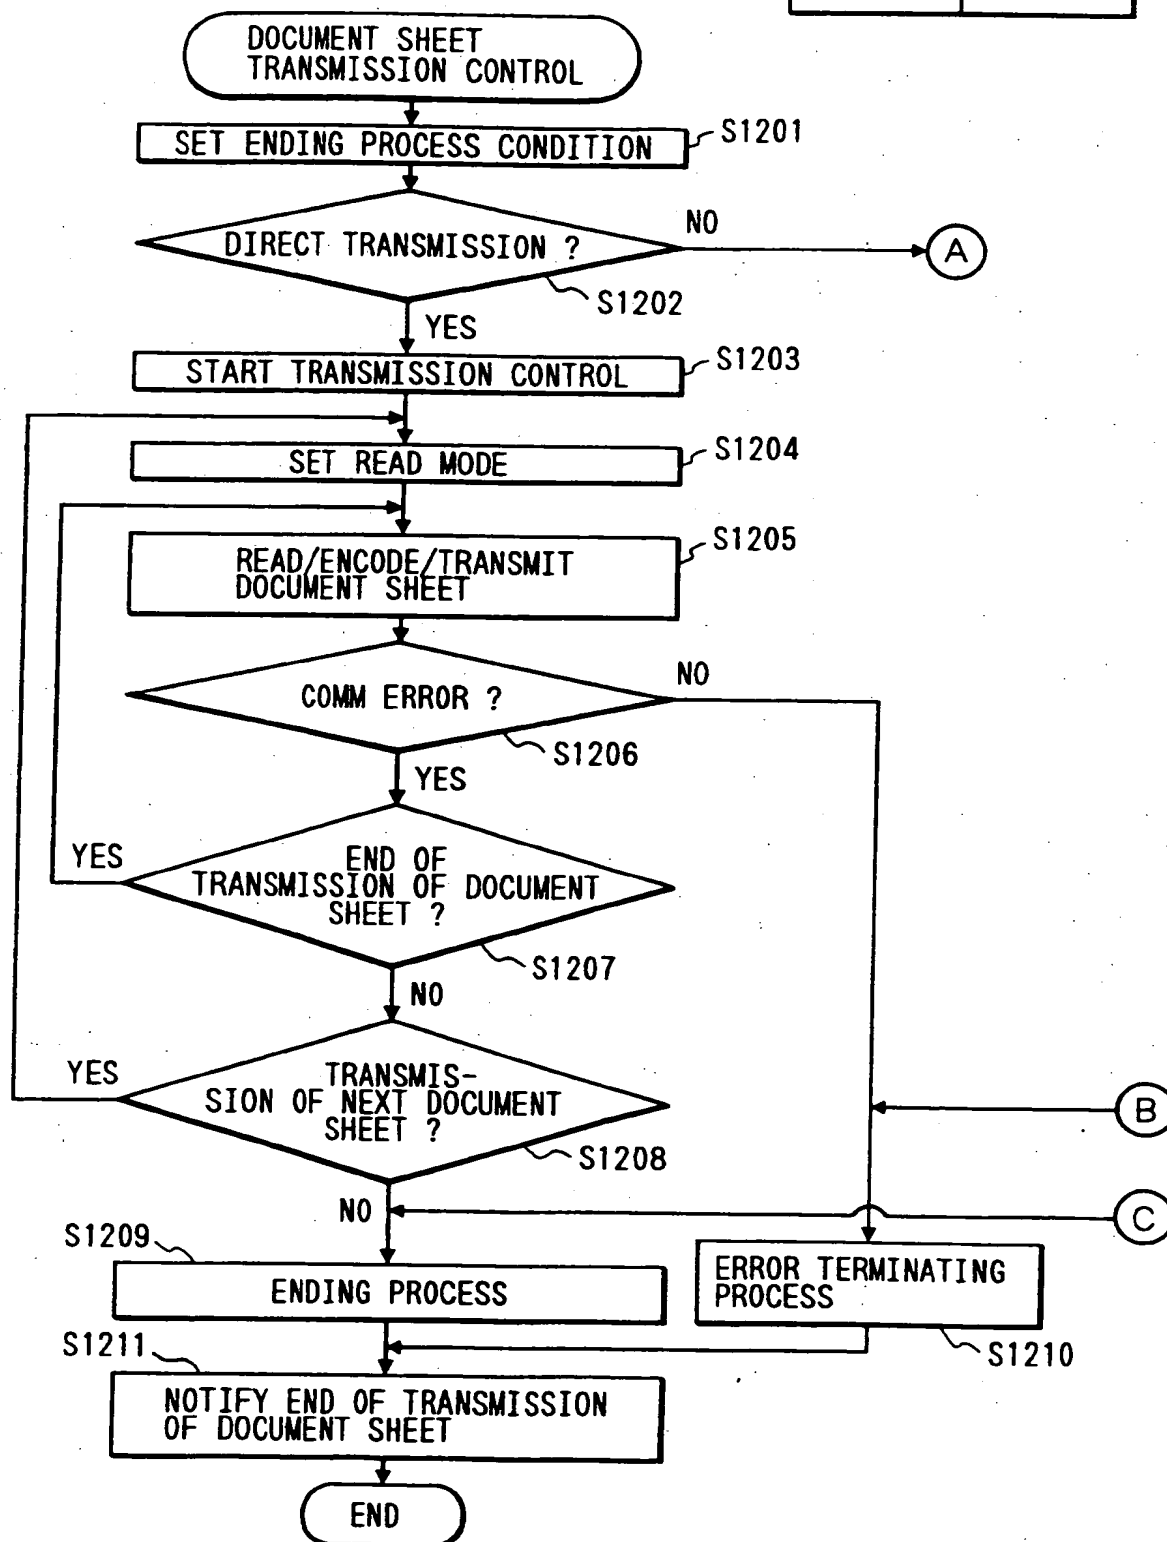 DOCUMENT SHEET
TRANSMISSION CONTROL
SET ENDING PROCESS CONDITION
S1201
DIRECT TRANSMISSION ?
NO
A
S1202
YES
START TRANSMISSION CONTROL
S1203
SET READ MODE
S1204
READ/ENCODE/TRANSMIT
DOCUMENT SHEET
S1205
COMM ERROR ?
NO
S1206
YES
YES
END OF
TRANSMISSION OF DOCUMENT
SHEET ?
S1207
NO
YES
TRANSMIS-
SION OF NEXT DOCUMENT
SHEET ?
S1208
B
NO
C
S1209
ENDING PROCESS
ERROR TERMINATING
PROCESS
S1210
S1211
NOTIFY END OF TRANSMISSION
OF DOCUMENT SHEET
END